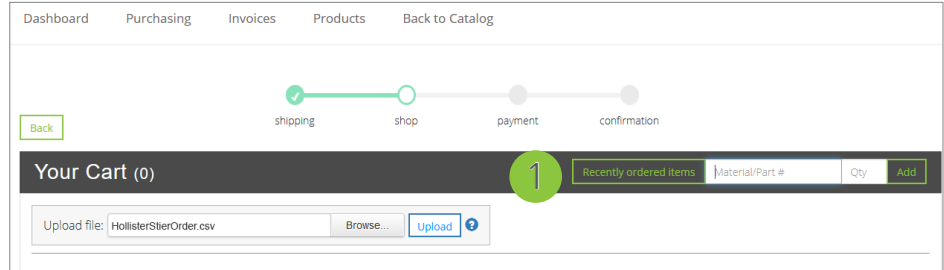 Dashboard Purchasing Invoices Products Back to Catalog
shipping shop payment confirmation
Back
Your Cart (0) 1 Recently ordered items Material/Part # Qty Add
Upload file: HollisterStierOrder.csv Browse... Upload ?